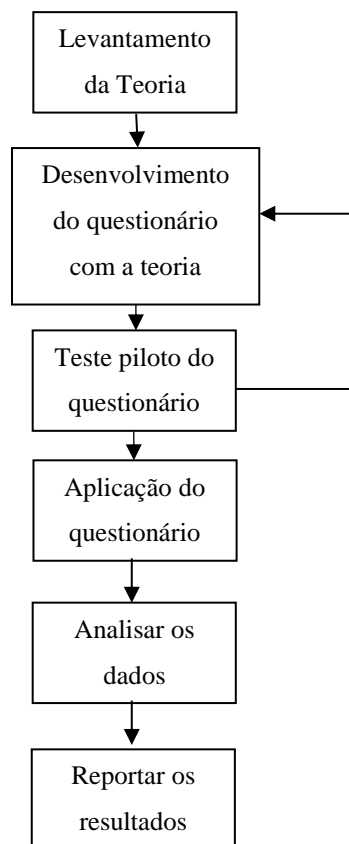 Levantamento
da Teoria
Desenvolvimento
do questionário
com a teoria
Teste piloto do
questionário
Aplicação do
questionário
Analisar os
dados
Reportar os
resultados